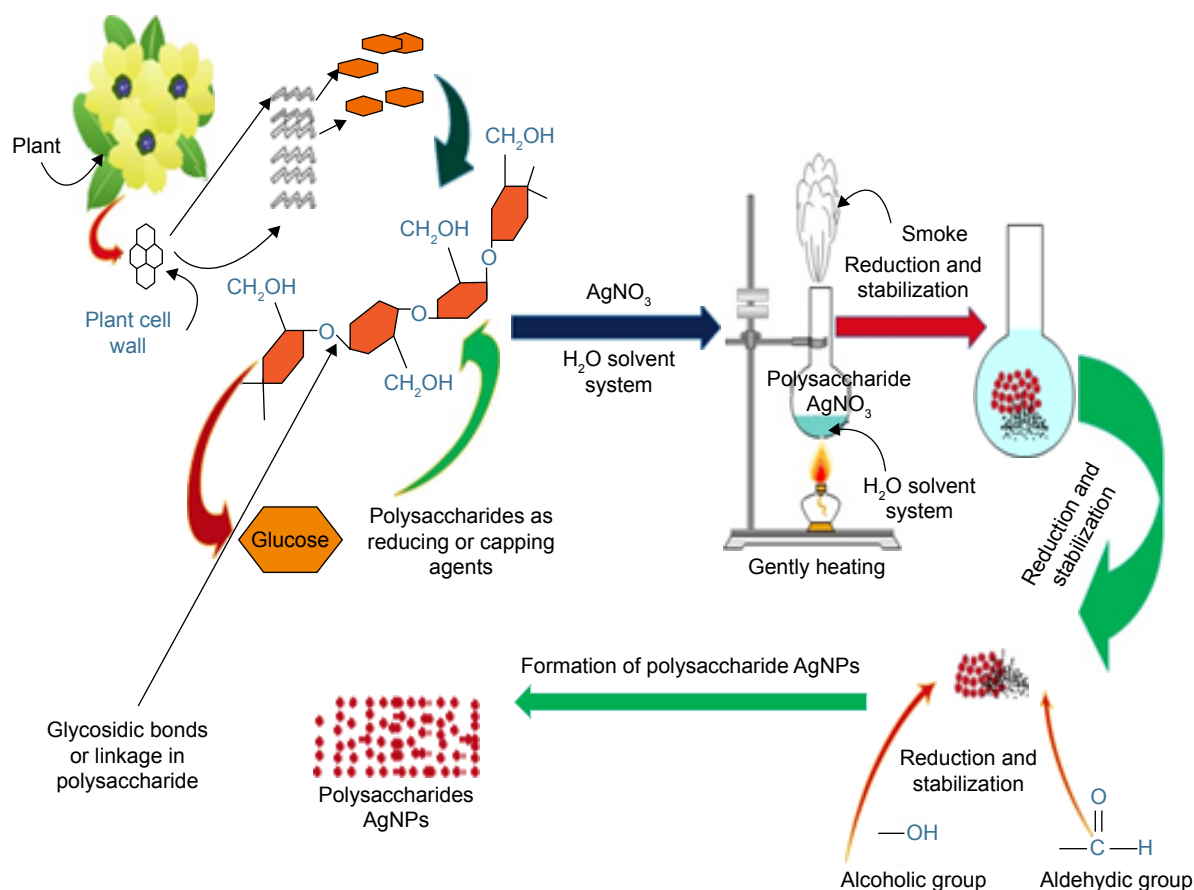 Plant
Plant cell
wall
CH₂OH
CH₂OH
CH₂OH
CH₂OH
O
O
O
Glucose
Polysaccharides as
reducing or capping
agents
Glycosidic bonds
or linkage in
polysaccharide
AgNO₃
H₂O solvent
system
Smoke
Polysaccharide
AgNO₃
H₂O solvent
system
Gently heating
Reduction and
stabilization
Reduction and
stabilization
Formation of polysaccharide AgNPs
Polysaccharides
AgNPs
Reduction and
stabilization
—OH
Alcoholic group
O
—C—H
Aldehydic group